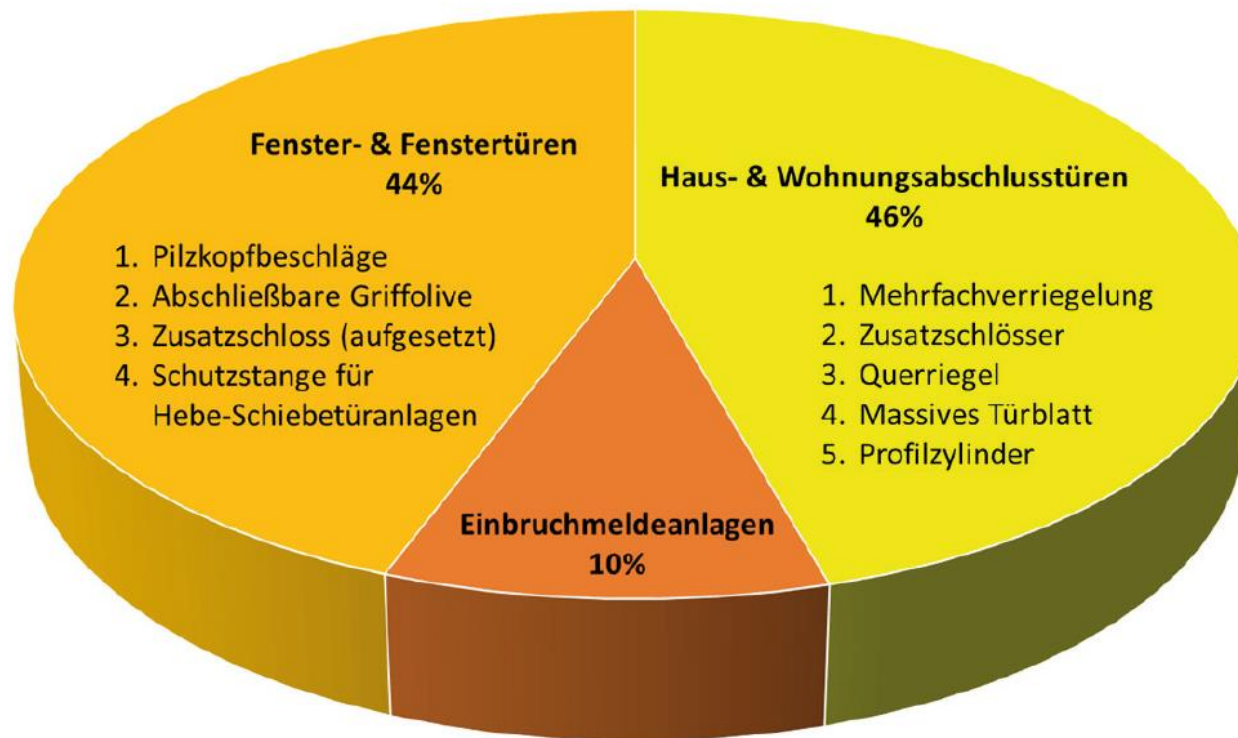 Fenster- & Fenstertüren
44%
1. Pilzkopfbeschläge
2. Abschließbare Griffolive
3. Zusatzschloss (aufgesetzt)
4. Schutzstange für
Hebe-Schiebetüranlagen
Haus- & Wohnungsabschlusstüren
46%
1. Mehrfachverriegelung
2. Zusatzschlösser
3. Querriegel
4. Massives Türblatt
5. Profilzylinder
Einbruchmeldeanlagen
10%